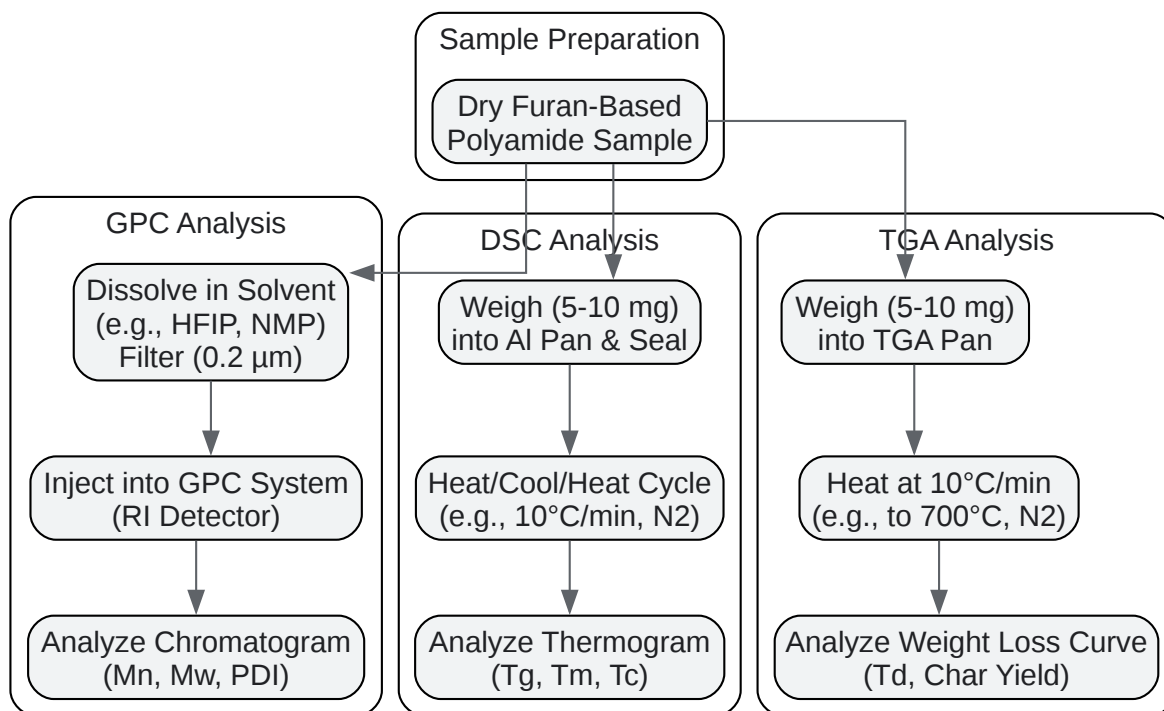 Sample Preparation
Dry Furan-Based
Polyamide Sample
GPC Analysis
Dissolve in Solvent
(e.g., HFIP, NMP)
Filter (0.2 µm)
Inject into GPC System
(RI Detector)
Analyze Chromatogram
(Mn, Mw, PDI)
DSC Analysis
Weigh (5-10 mg)
into Al Pan & Seal
Heat/Cool/Heat Cycle
(e.g., 10°C/min, N2)
Analyze Thermogram
(Tg, Tm, Tc)
TGA Analysis
Weigh (5-10 mg)
into TGA Pan
Heat at 10°C/min
(e.g., to 700°C, N2)
Analyze Weight Loss Curve
(Td, Char Yield)